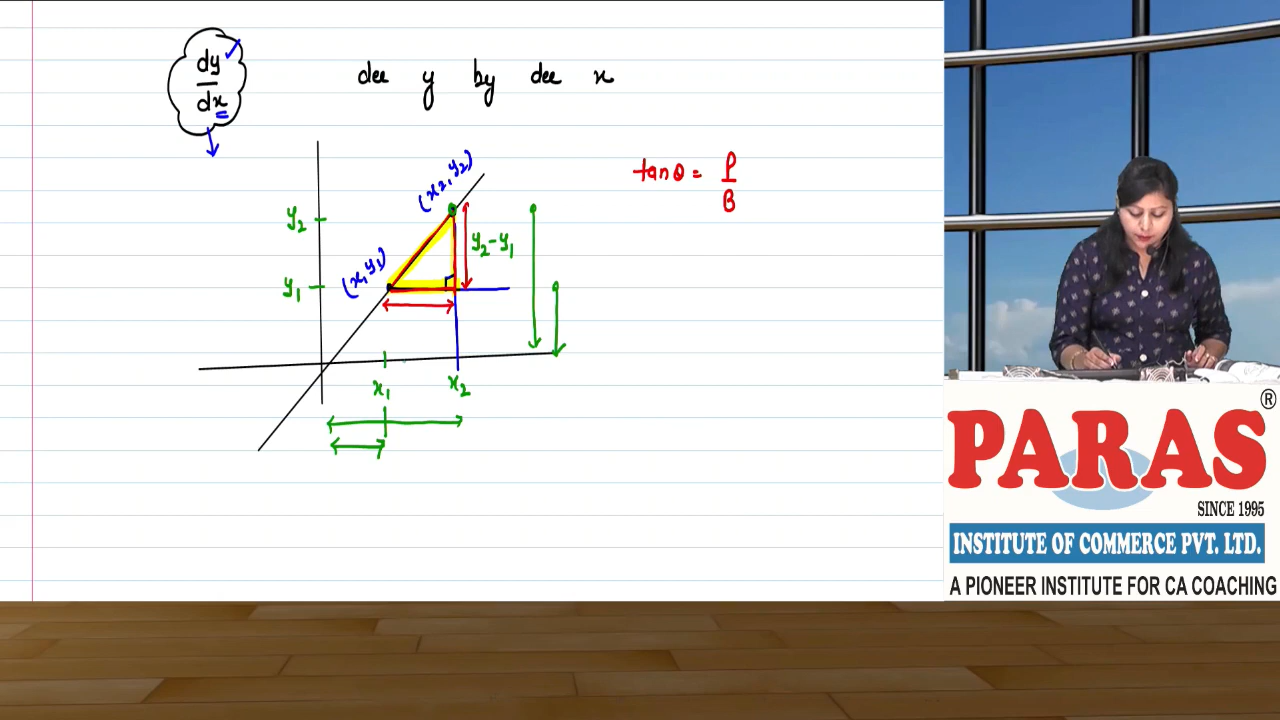 dy
dx
dee y by dee x
tanθ = P
B
(x2, y2)
y2
y2-y1
(x1, y1)
y1
x1
x2
PARAS®
SINCE 1995
INSTITUTE OF COMMERCE PVT. LTD.
A PIONEER INSTITUTE FOR CA COACHING